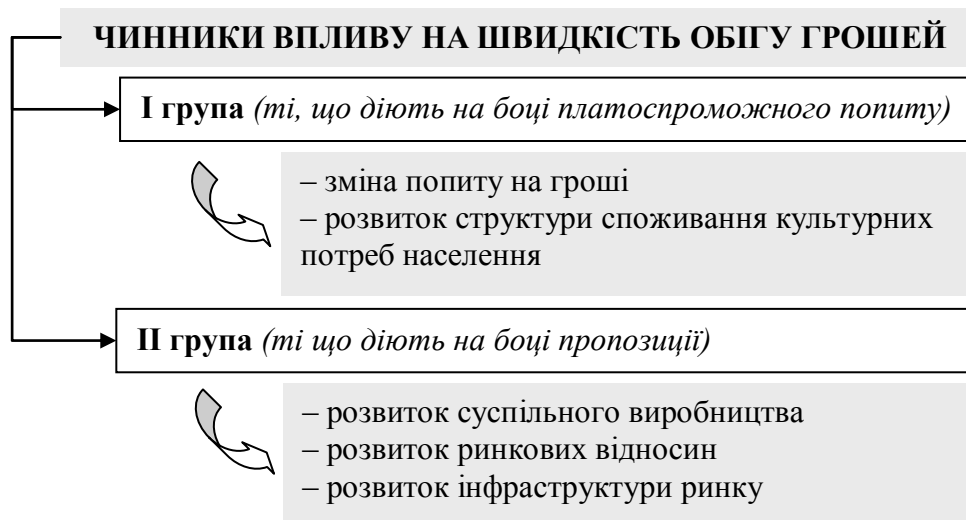 ЧИННИКИ ВПЛИВУ НА ШВИДКІСТЬ ОБІГУ ГРОШЕЙ
І група (ті, що діють на боці платоспроможного попиту)
– зміна попиту на гроші
– розвиток структури споживання культурних
потреб населення
ІІ група (ті що діють на боці пропозиції)
– розвиток суспільного виробництва
– розвиток ринкових відносин
– розвиток інфраструктури ринку